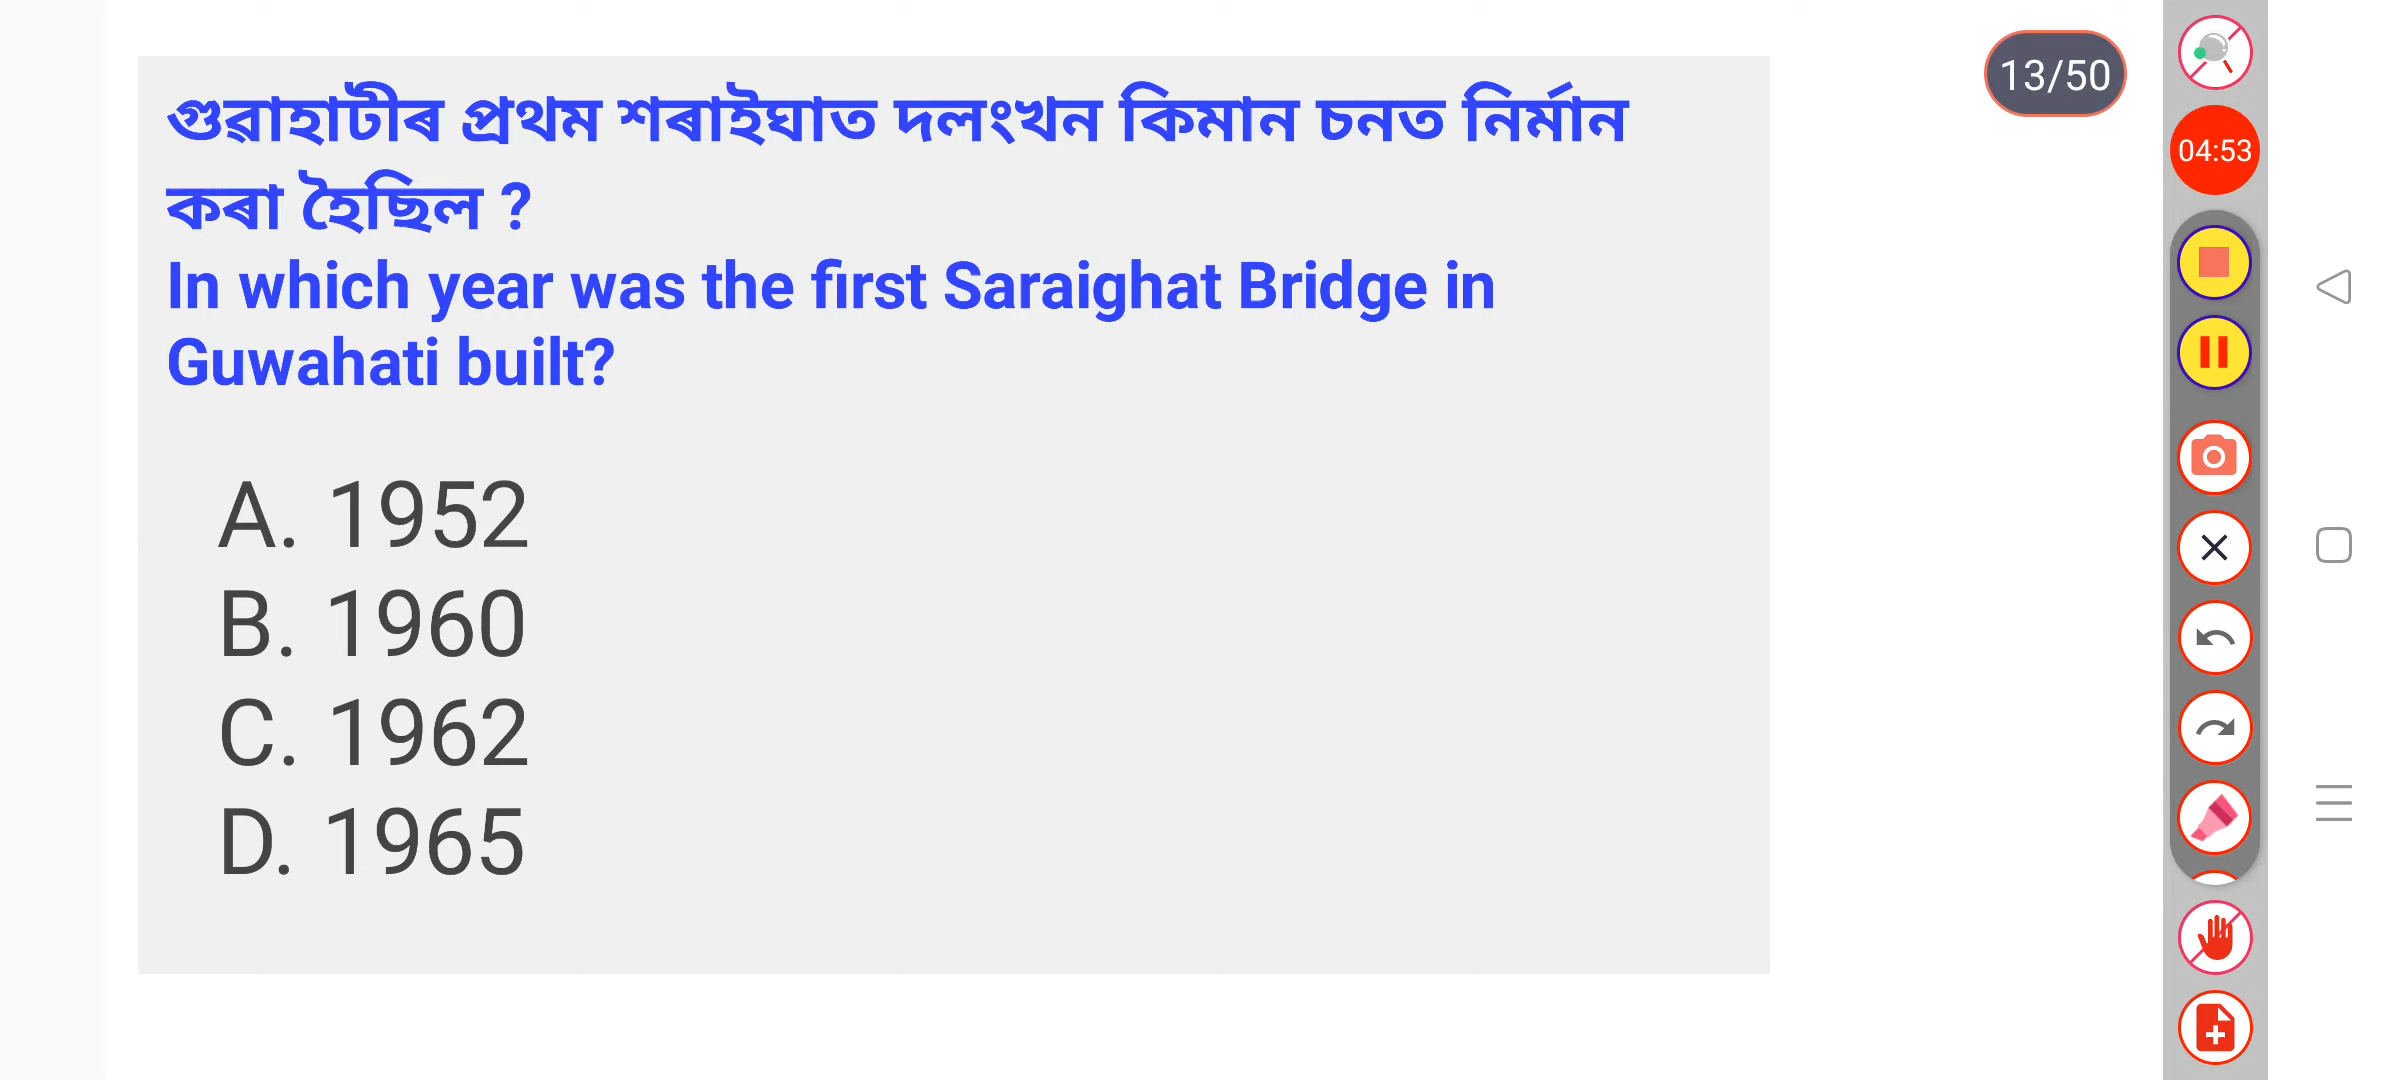 গুৱাহাটীৰ প্ৰথম শৰাইঘাত দলংখন কিমান চনত নিৰ্মান
কৰা হৈছিল ?
In which year was the first Saraighat Bridge in
Guwahati built?
A. 1952
B. 1960
C. 1962
D. 1965
13/50
04:53